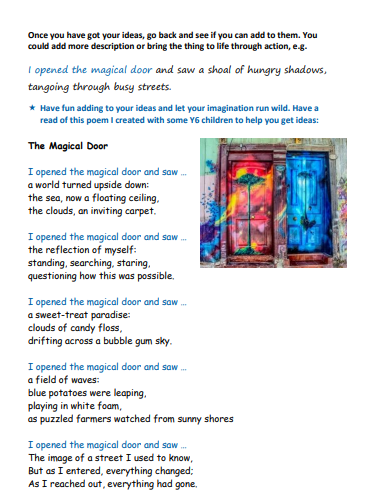 Once you have got your ideas, go back and see if you can add to them. You
could add more description or bring the thing to life through action, e.g.
I opened the magical door and saw a shoal of hungry shadows,
tangoing through busy streets.
★ Have fun adding to your ideas and let your imagination run wild. Have a
read of this poem I created with some Y6 children to help you get ideas:
The Magical Door
I opened the magical door and saw …
a world turned upside down:
the sea, now a floating ceiling,
the clouds, an inviting carpet.
I opened the magical door and saw …
the reflection of myself:
standing, searching, staring,
questioning how this was possible.
I opened the magical door and saw …
a sweet-treat paradise:
clouds of candy floss,
drifting across a bubble gum sky.
I opened the magical door and saw …
a field of waves:
blue potatoes were leaping,
playing in white foam,
as puzzled farmers watched from sunny shores
I opened the magical door and saw …
The image of a street I used to know,
But as I entered, everything changed;
As I reached out, everything had gone.